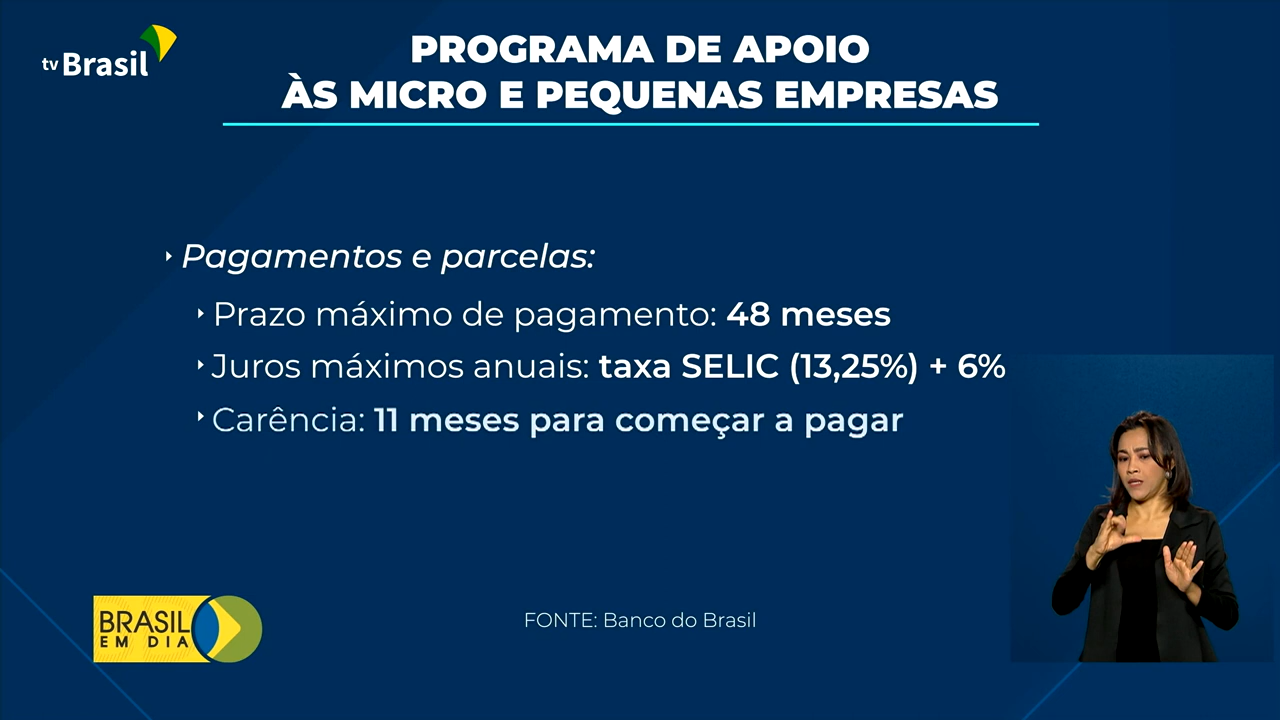 tv Brasil
PROGRAMA DE APOIO
ÀS MICRO E PEQUENAS EMPRESAS
Pagamentos e parcelas:
Prazo máximo de pagamento: 48 meses
Juros máximos anuais: taxa SELIC (13,25%) + 6%
Carência: 11 meses para começar a pagar
BRASIL
EM DIA
FONTE: Banco do Brasil